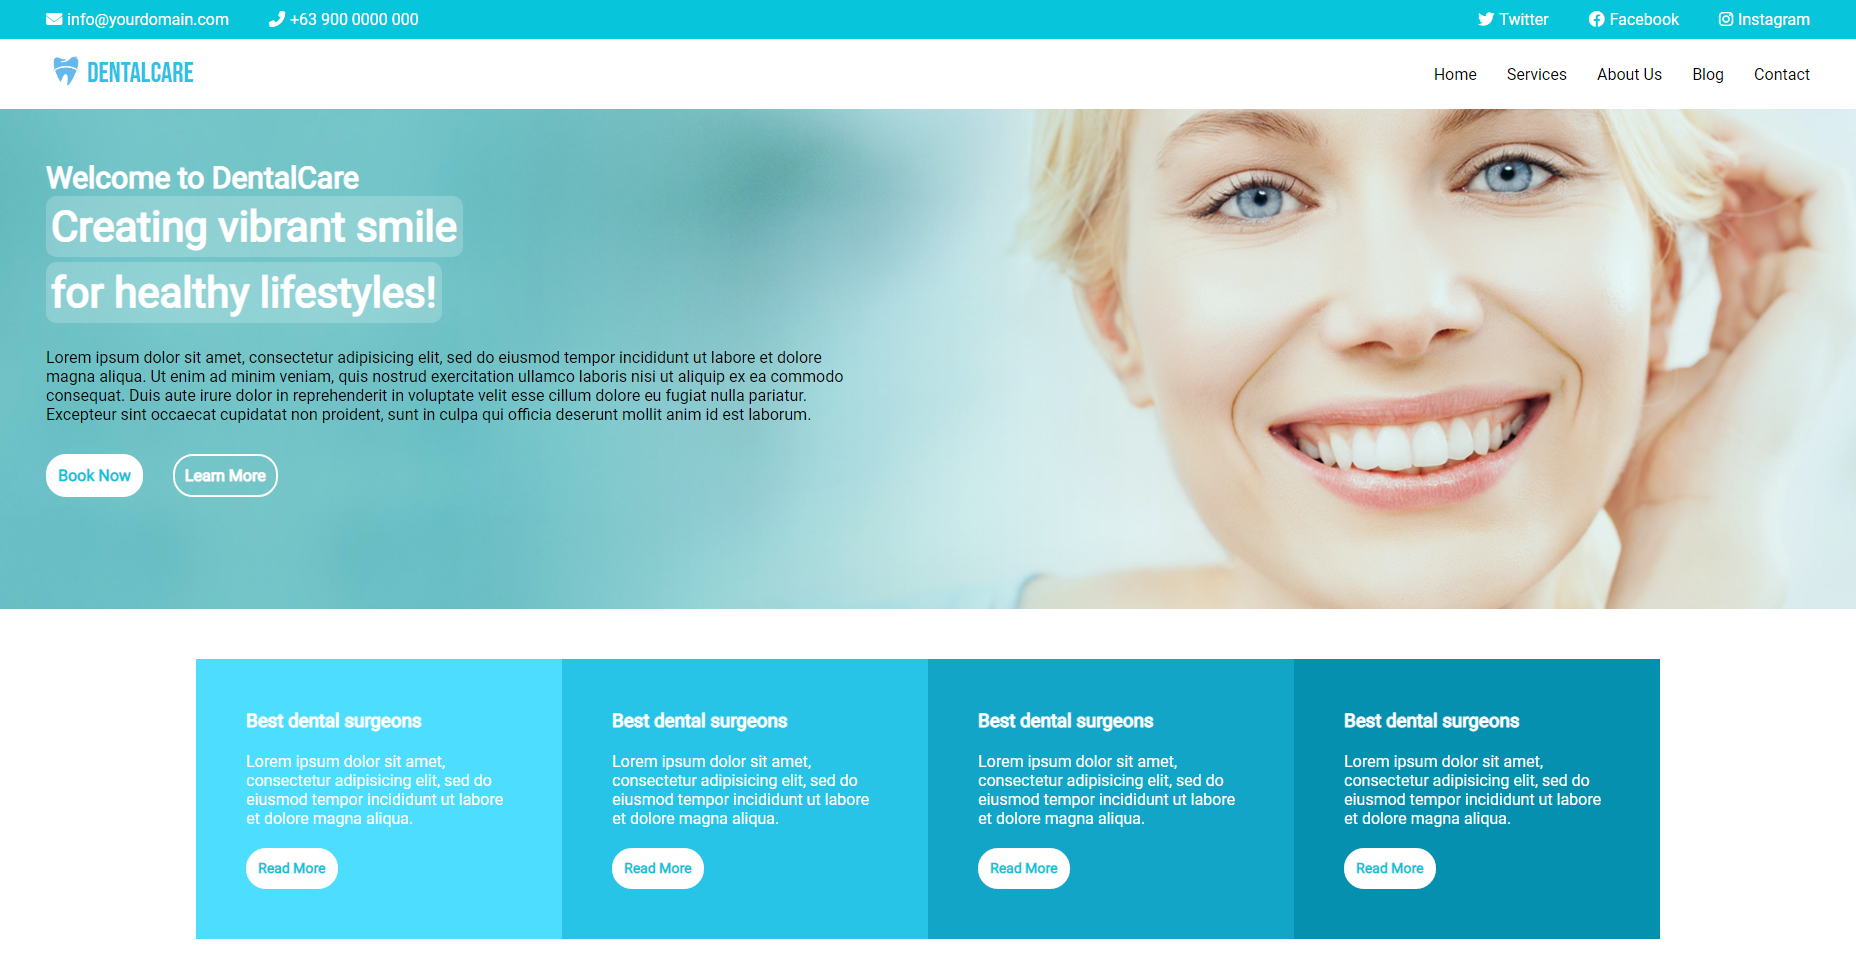 info@yourdomain.com +63 900 0000 000 Twitter Facebook Instagram
DENTALCARE Home Services About Us Blog Contact
Welcome to DentalCare
Creating vibrant smile
for healthy lifestyles!
Lorem ipsum dolor sit amet, consectetur adipisicing elit, sed do eiusmod tempor incididunt ut labore et dolore
magna aliqua. Ut enim ad minim veniam, quis nostrud exercitation ullamco laboris nisi ut aliquip ex ea commodo
consequat. Duis aute irure dolor in reprehenderit in voluptate velit esse cillum dolore eu fugiat nulla pariatur.
Excepteur sint occaecat cupidatat non proident, sunt in culpa qui officia deserunt mollit anim id est laborum.
Book Now Learn More
Best dental surgeons
Lorem ipsum dolor sit amet,
consectetur adipisicing elit, sed do
eiusmod tempor incididunt ut labore
et dolore magna aliqua.
Read More
Best dental surgeons
Lorem ipsum dolor sit amet,
consectetur adipisicing elit, sed do
eiusmod tempor incididunt ut labore
et dolore magna aliqua.
Read More
Best dental surgeons
Lorem ipsum dolor sit amet,
consectetur adipisicing elit, sed do
eiusmod tempor incididunt ut labore
et dolore magna aliqua.
Read More
Best dental surgeons
Lorem ipsum dolor sit amet,
consectetur adipisicing elit, sed do
eiusmod tempor incididunt ut labore
et dolore magna aliqua.
Read More